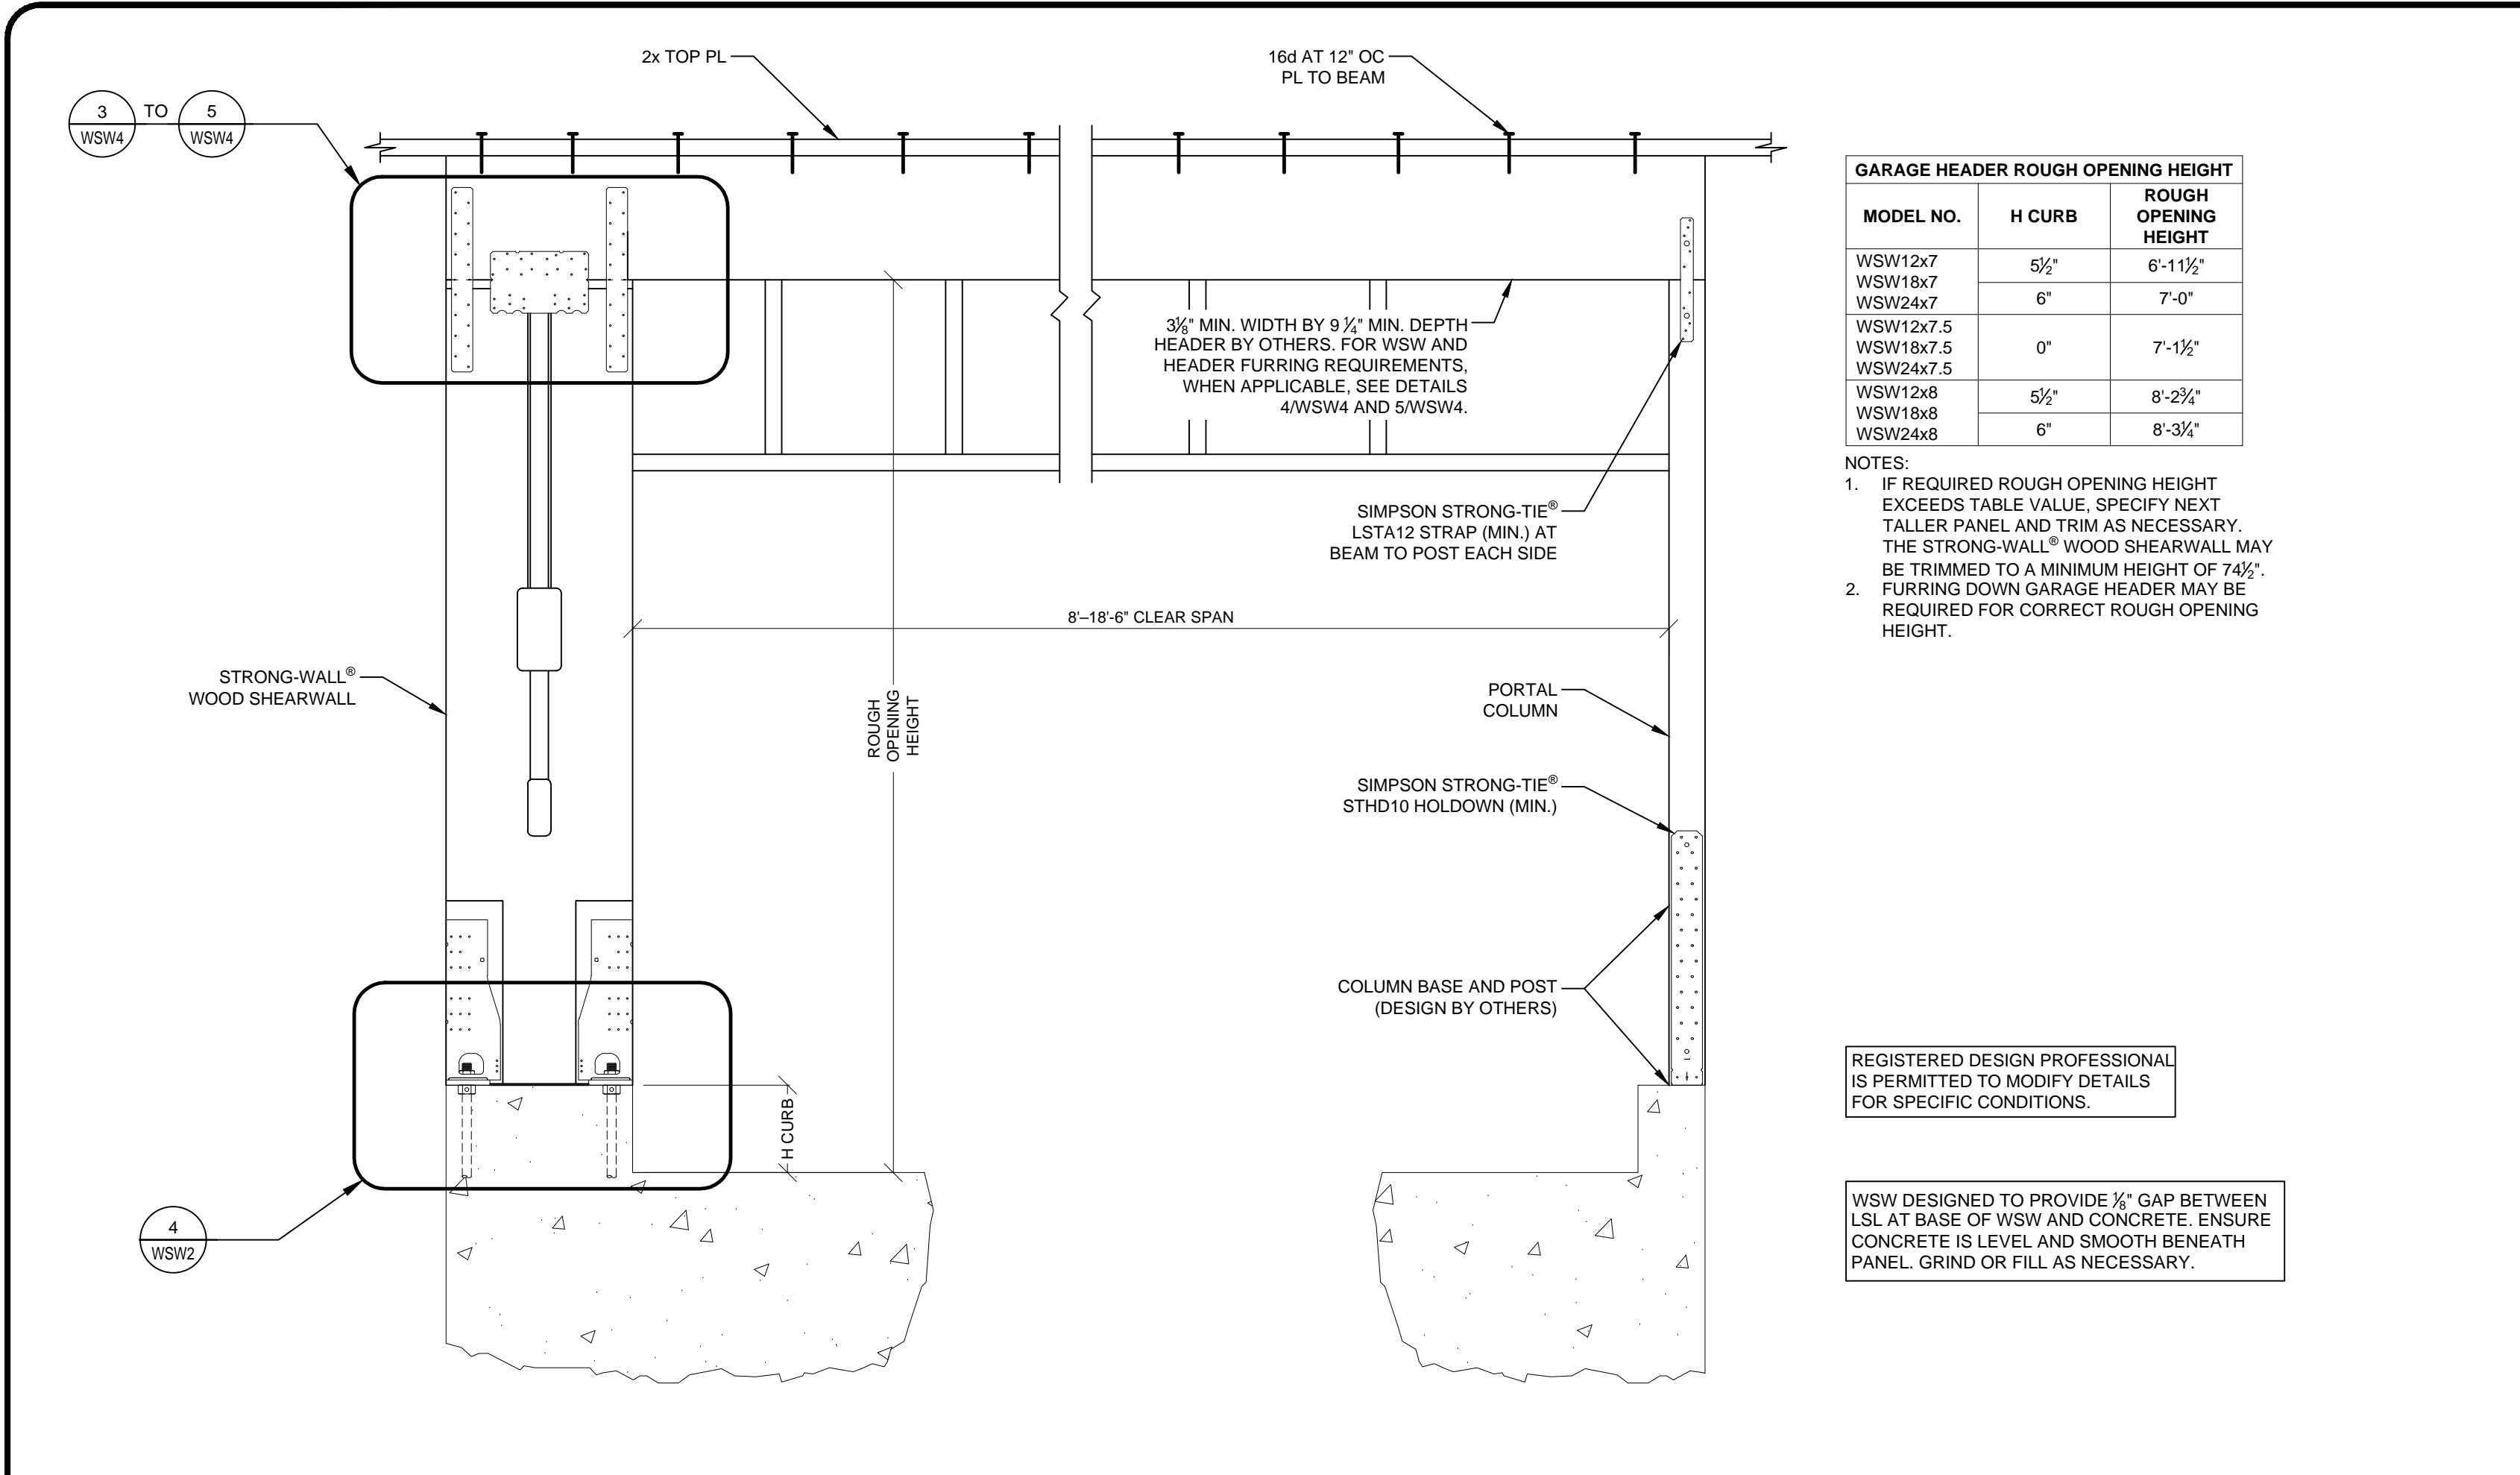 2x TOP PL
16d AT 12" OC
PL TO BEAM
3 TO 5
WSW4 WSW4
3⅛" MIN. WIDTH BY 9 ¼" MIN. DEPTH
HEADER BY OTHERS. FOR WSW AND
HEADER FURRING REQUIREMENTS,
WHEN APPLICABLE, SEE DETAILS
4/WSW4 AND 5/WSW4.
SIMPSON STRONG-TIE®
LSTA12 STRAP (MIN.) AT
BEAM TO POST EACH SIDE
8'–18'-6" CLEAR SPAN
STRONG-WALL®
WOOD SHEARWALL
ROUGH
OPENING
HEIGHT
PORTAL
COLUMN
SIMPSON STRONG-TIE®
STHD10 HOLDOWN (MIN.)
COLUMN BASE AND POST
(DESIGN BY OTHERS)
H CURB
4
WSW2
GARAGE HEADER ROUGH OPENING HEIGHT
MODEL NO. H CURB ROUGH
OPENING
HEIGHT
WSW12x7
WSW18x7
WSW24x7
5½" 6'-11½"
6" 7'-0"
WSW12x7.5
WSW18x7.5
WSW24x7.5
0" 7'-1½"
WSW12x8
WSW18x8
WSW24x8
5½" 8'-2¾"
6" 8'-3¼"
NOTES:
1. IF REQUIRED ROUGH OPENING HEIGHT
EXCEEDS TABLE VALUE, SPECIFY NEXT
TALLER PANEL AND TRIM AS NECESSARY.
THE STRONG-WALL® WOOD SHEARWALL MAY
BE TRIMMED TO A MINIMUM HEIGHT OF 74½".
2. FURRING DOWN GARAGE HEADER MAY BE
REQUIRED FOR CORRECT ROUGH OPENING
HEIGHT.
REGISTERED DESIGN PROFESSIONAL
IS PERMITTED TO MODIFY DETAILS
FOR SPECIFIC CONDITIONS.
WSW DESIGNED TO PROVIDE ⅛" GAP BETWEEN
LSL AT BASE OF WSW AND CONCRETE. ENSURE
CONCRETE IS LEVEL AND SMOOTH BENEATH
PANEL. GRIND OR FILL AS NECESSARY.